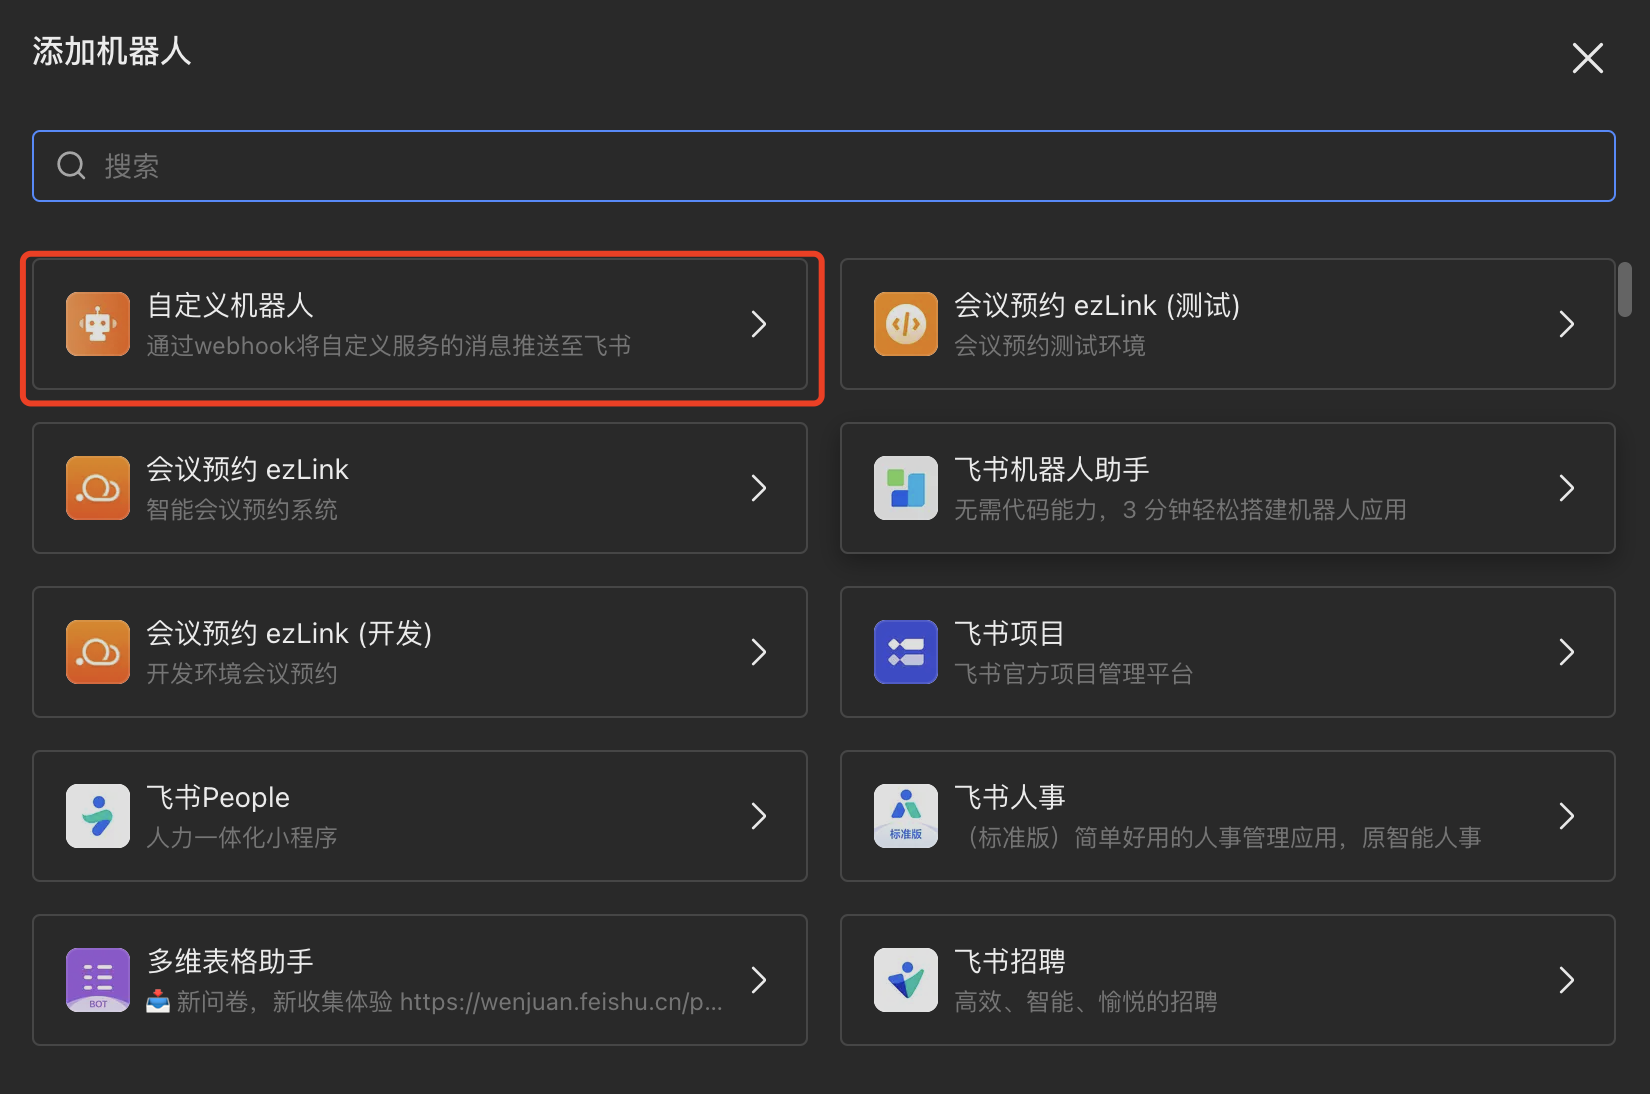 添加机器人
搜索
自定义机器人
通过webhook将自定义服务的消息推送至飞书
会议预约 ezLink (测试)
会议预约测试环境
会议预约 ezLink
智能会议预约系统
飞书机器人助手
无需代码能力，3 分钟轻松搭建机器人应用
会议预约 ezLink (开发)
开发环境会议预约
飞书项目
飞书官方项目管理平台
飞书People
人力一体化小程序
标准版
飞书人事
（标准版）简单好用的人事管理应用，原智能人事
BOT
多维表格助手
📥 新问卷，新收集体验 https://wenjuan.feishu.cn/p...
飞书招聘
高效、智能、愉悦的招聘